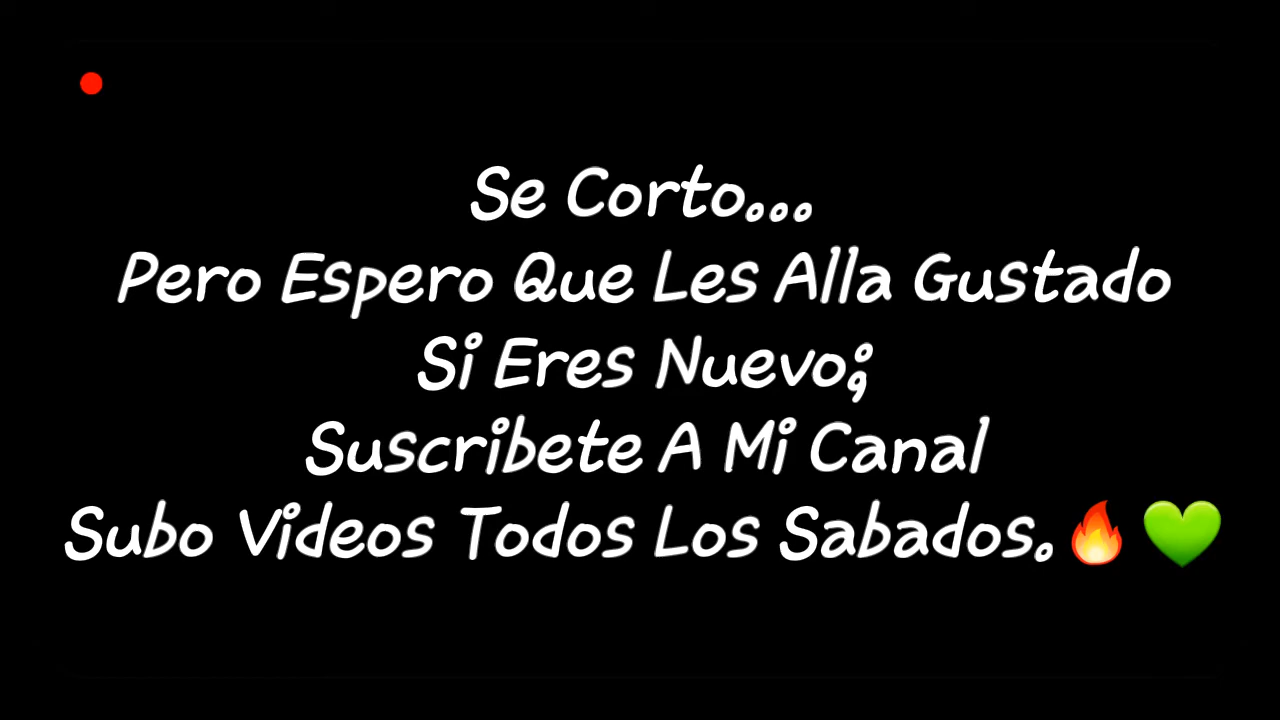 Se Corto...
Pero Espero Que Les Alla Gustado
Si Eres Nuevo;
Suscribete A Mi Canal
Subo Videos Todos Los Sabados.🔥💚